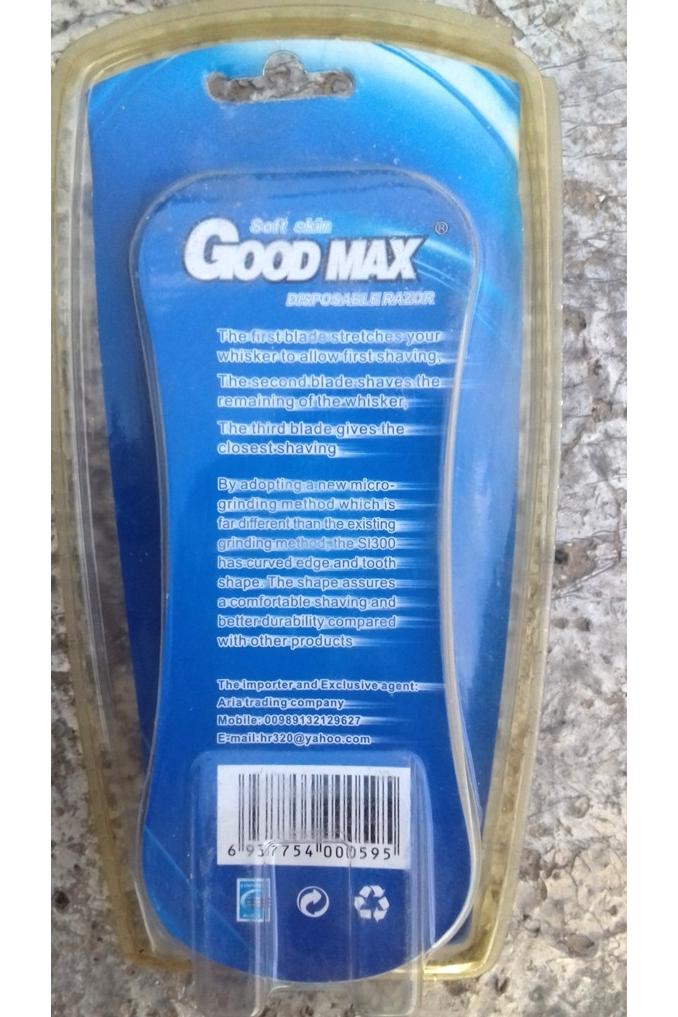 Soft skin
GOOD MAX ®
DISPOSABLE RAZOR
The first blade stretches your
whisker to allow first shaving,
The second blade shaves the
remaining of the whisker,
The third blade gives the
closest shaving
By adopting a new micro-
grinding method which is
far different than the existing
grinding method, the SI300
has curved edge and tooth
shape. The shape assures
a comfortable shaving and
better durability compared
with other products
The importer and Exclusive agent:
Aria trading company
Mobile: 00989132129627
E-mail:hr320@yahoo.com
6 937754 000595